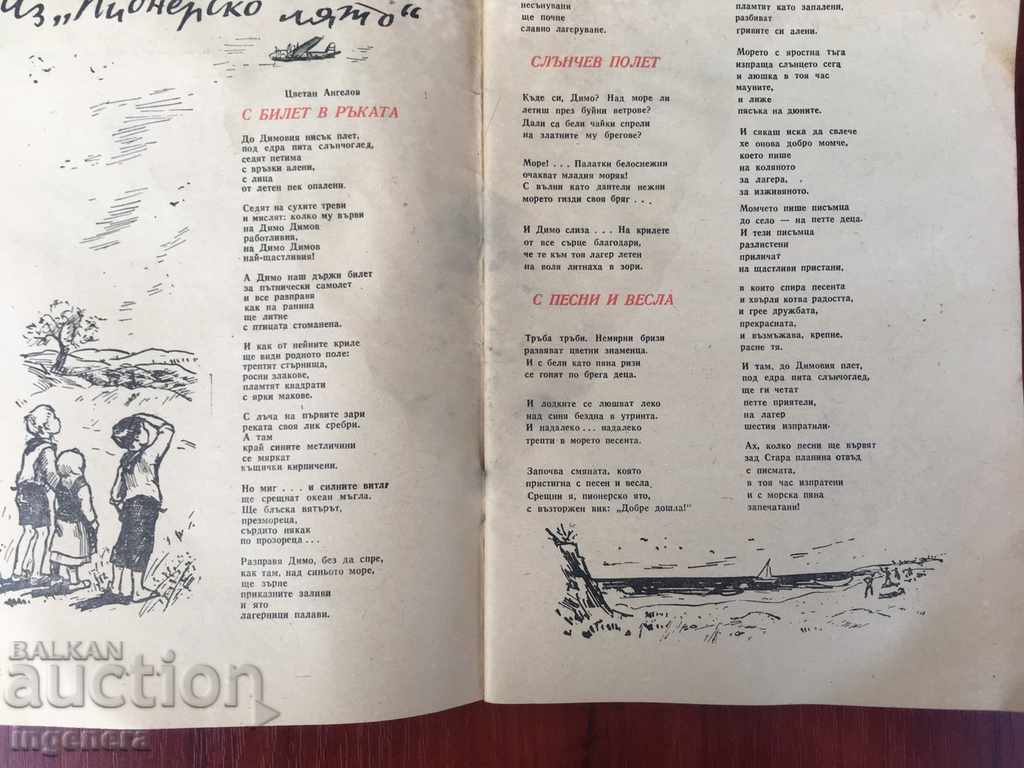 Из „Пионерско лято“
Цветан Ангелов
С БИЛЕТ В РЪКАТА
До Димовия нисък плет,
под едра пита слънчоглед,
седят петима
с връзки алени,
с лица
от летен пек опалени.
Седят на сухите треви
и мислят: колко му върви
на Димо Димов
работливия,
на Димо Димов
най-щастливия!
А Димо наш държи билет
за пътнически самолет
и все разправя
как на ранина
ще литне
с птицата стоманена.
И как от нейните криле
ще види родното поле:
трептят стърнища,
росни злакове,
пламтят квадрати
с ярки макове.
С лъча на първите зари
реката своя лик сребри.
А там
край сините метличини
се мяркат
къщички кирпичени.
Но миг . . . и силните витла
ще срещнат океан мъгла.
Ще блъска вятърът,
презмореца,
сърдито някак
по прозореца . . .
Разправя Димо, без да спре,
как там, над синьото море,
ще зърне
приказните заливи
и ято
лагерници палави.
несънувани
ще почне
славно лагеруване.
СЛЪНЧЕВ ПОЛЕТ
Къде си, Димо? Над море ли
летиш през буйни ветрове?
Дали са бели чайки спрели
на златните му брегове?
Море! . . . Палатки белоснежни
очакват младия моряк!
С вълни като дантели нежни
морето гизди своя бряг . . .
И Димо слиза . . . На крилете
от все сърце благодари,
че те към тоя лагер летен
на воля литнаха в зори.
С ПЕСНИ И ВЕСЛА
Тръба тръби. Немирни бризи
развяват цветни знаменца.
И с бели като пяна ризи
се гонят по брега деца.
И лодките се люшват леко
над синя бездна в утринта.
И надалеко . . . надалеко
трепти в морето песента.
Започва смяната, която
пристигна с песен и весла
Срещни я, пионерско ято,
с възторжен вик: „Добре дошла!“
пламтят като запалени,
разбиват
гривите си алени.
Морето с яростна тъга
изпраща слънцето сега
и люшка в тоя час
мауните,
и лиже
пясъка на дюните.
И сякаш иска да свлече
хе онова добро момче,
което пише
на коляното
за лагера,
за изживяното.
Момчето пише писъмца
до село — на петте деца.
И тези писъмца
разлистени
приличат
на щастливи пристани,
в които спира песента
и хвърля котва радостта,
и грее дружбата,
прекрасната,
и възмъжава, крепне,
расне тя.
И там, до Димовия плет,
под едра пита слънчоглед,
ще ги четат
петте приятели,
на лагер
шестия изпратили.
Ах, колко песни ще вървят
зад Стара планина отвъд
с писмата,
в тоя час изпратени
и с морска пяна
запечатани!
BALKAN
auction
ingenera